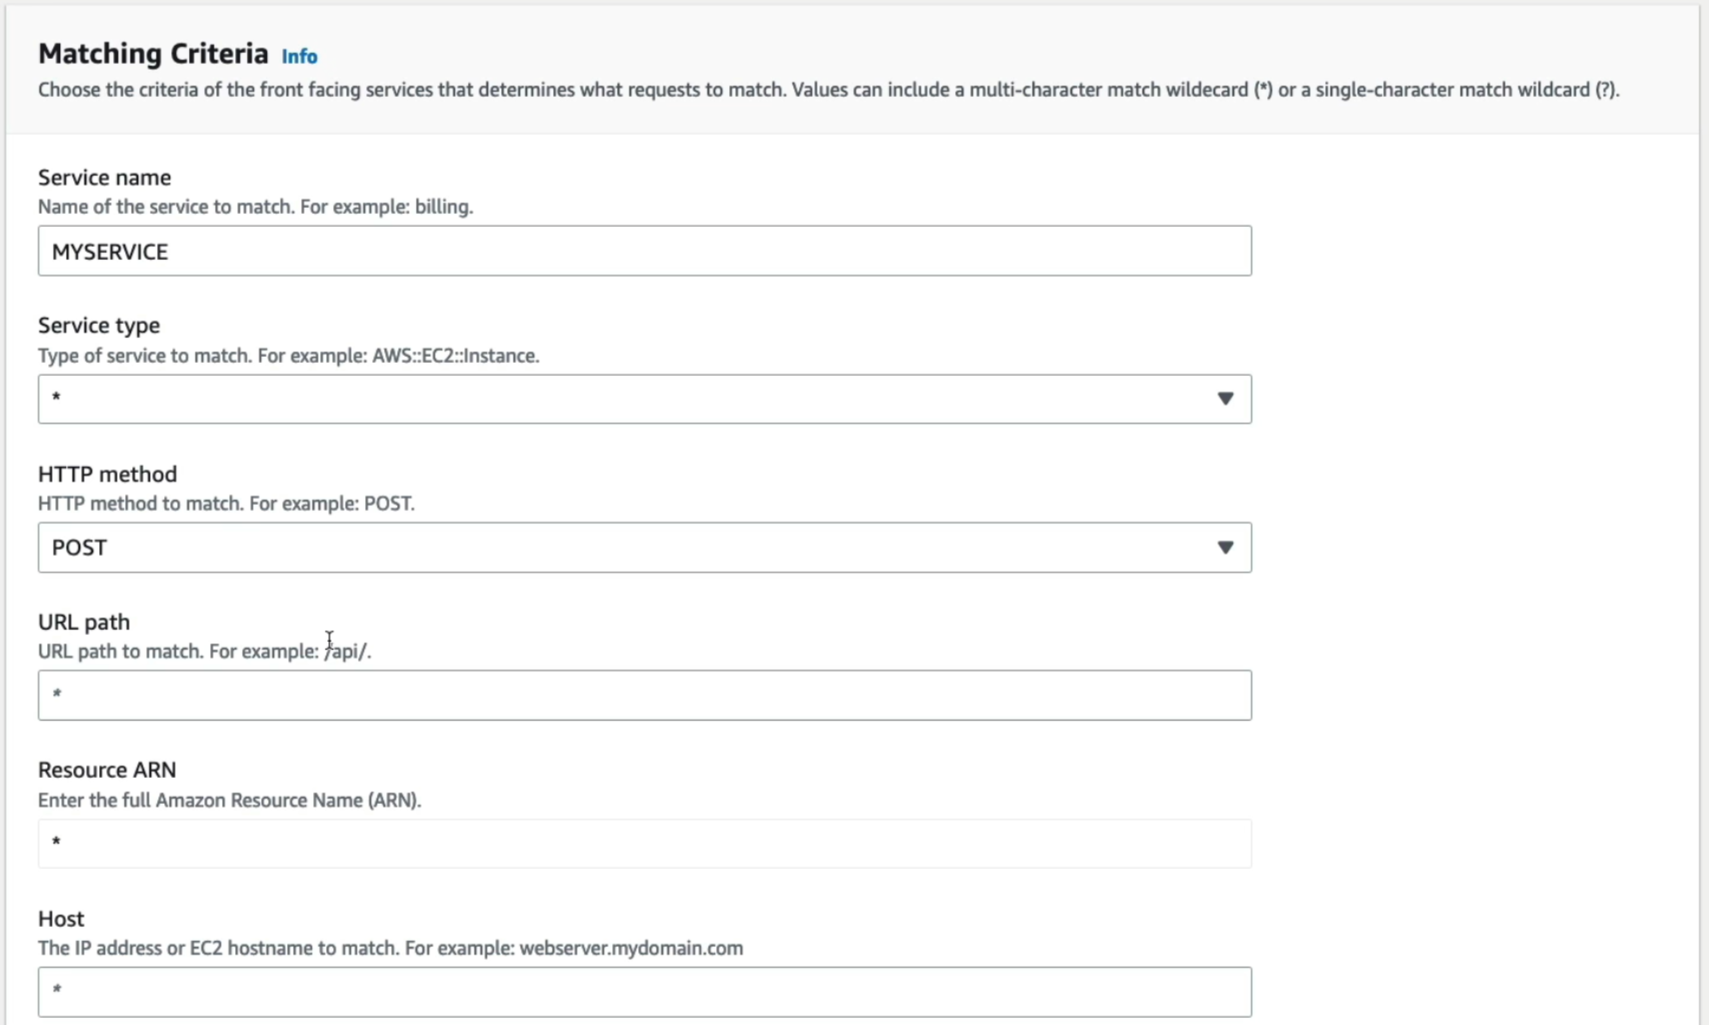 Matching Criteria Info
Choose the criteria of the front facing services that determines what requests to match. Values can include a multi-character match wildecard (*) or a single-character match wildcard (?).
Service name
Name of the service to match. For example: billing.
MYSERVICE
Service type
Type of service to match. For example: AWS::EC2::Instance.
*
HTTP method
HTTP method to match. For example: POST.
POST
URL path
URL path to match. For example: /api/.
*
Resource ARN
Enter the full Amazon Resource Name (ARN).
*
Host
The IP address or EC2 hostname to match. For example: webserver.mydomain.com
*